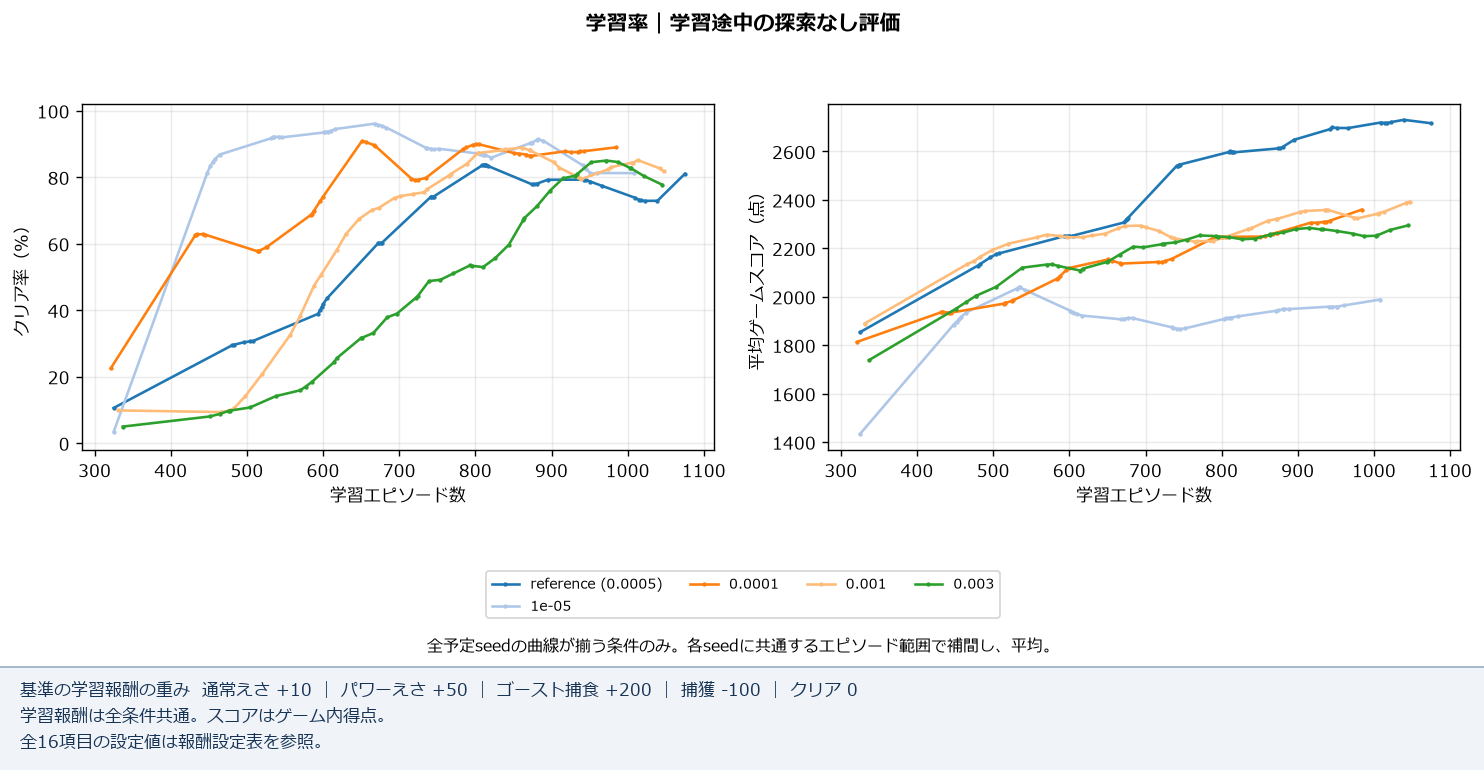 学習率｜学習途中の探索なし評価
クリア率（%）
100
80
60
40
20
0
300 400 500 600 700 800 900 1000 1100
学習エピソード数
平均ゲームスコア（点）
2600
2400
2200
2000
1800
1600
1400
300 400 500 600 700 800 900 1000 1100
学習エピソード数
reference (0.0005) 0.0001 0.001 0.003
1e-05
全予定seedの曲線が揃う条件のみ。各seedに共通するエピソード範囲で補間し、平均。
基準の学習報酬の重み 通常えさ +10 ｜ パワーえさ +50 ｜ ゴースト捕食 +200 ｜ 捕獲 -100 ｜ クリア 0
学習報酬は全条件共通。スコアはゲーム内得点。
全16項目の設定値は報酬設定表を参照。